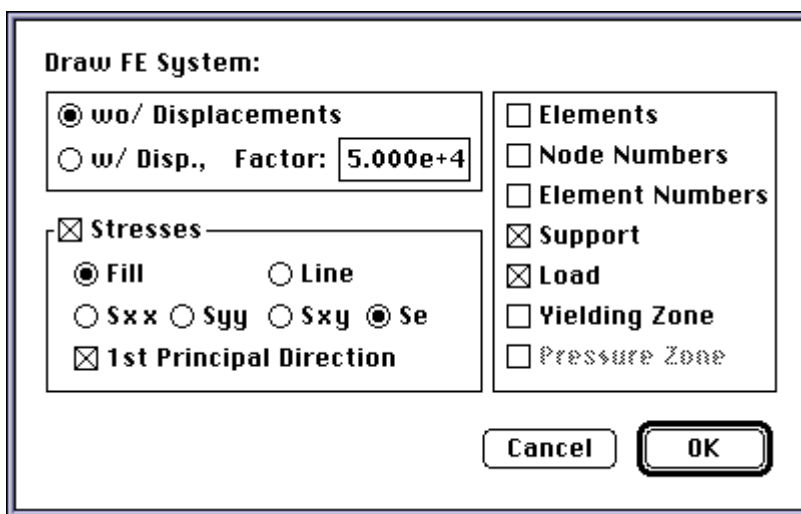 Draw FE System:
wo/ Displacements
w/ Disp., Factor: 5.000e+4
Stresses
Fill Line
Sxx Syy Sxy Se
1st Principal Direction
Elements
Node Numbers
Element Numbers
Support
Load
Yielding Zone
Pressure Zone
Cancel OK